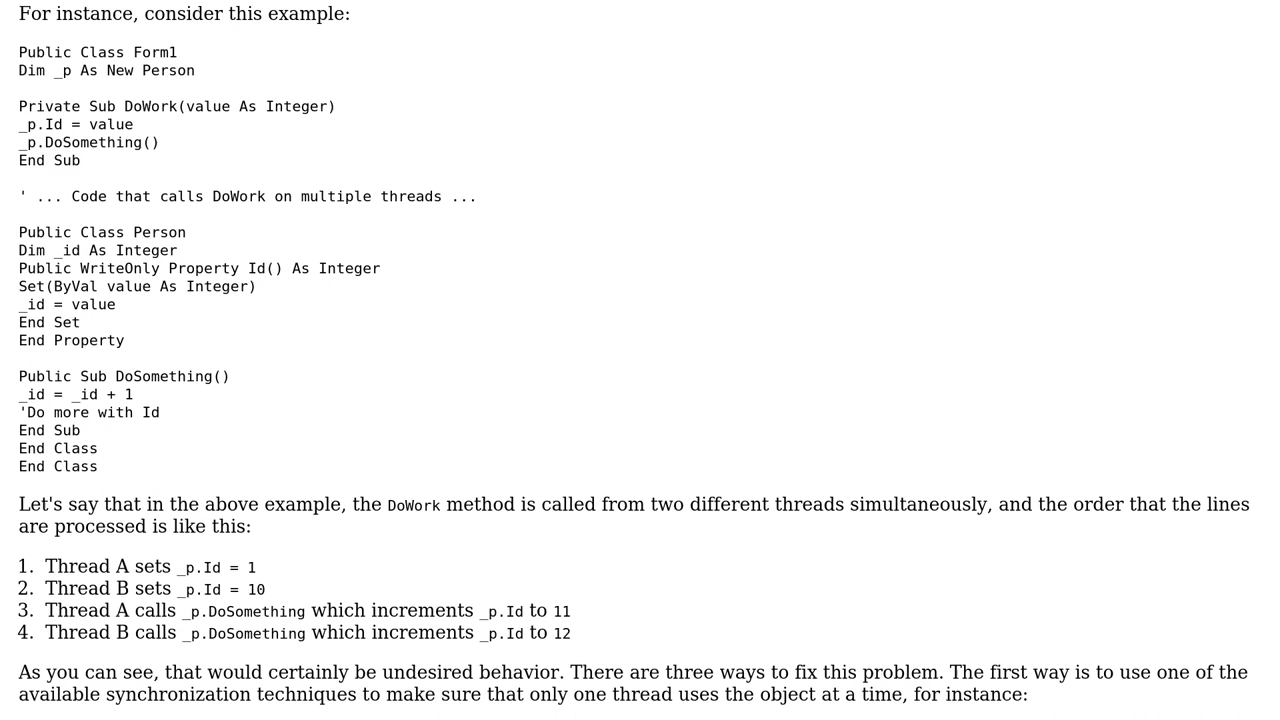 For instance, consider this example:
Public Class Form1
Dim _p As New Person
Private Sub DoWork(value As Integer)
_p.Id = value
_p.DoSomething()
End Sub
' ... Code that calls DoWork on multiple threads ...
Public Class Person
Dim _id As Integer
Public WriteOnly Property Id() As Integer
Set(ByVal value As Integer)
_id = value
End Set
End Property
Public Sub DoSomething()
_id = _id + 1
'Do more with Id
End Sub
End Class
End Class
Let's say that in the above example, the DoWork method is called from two different threads simultaneously, and the order that the lines
are processed is like this:
1. Thread A sets _p.Id = 1
2. Thread B sets _p.Id = 10
3. Thread A calls _p.DoSomething which increments _p.Id to 11
4. Thread B calls _p.DoSomething which increments _p.Id to 12
As you can see, that would certainly be undesired behavior. There are three ways to fix this problem. The first way is to use one of the
available synchronization techniques to make sure that only one thread uses the object at a time, for instance: